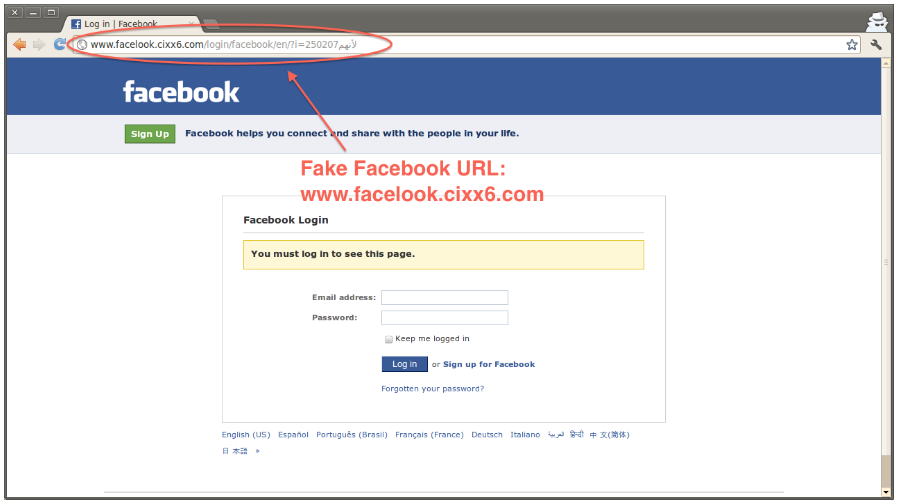 Log in | Facebook
www.facelook.cixx6.com/login/facebook/en/?i=250207لأنهم
facebook
Sign Up Facebook helps you connect and share with the people in your life.
Fake Facebook URL:
www.facelook.cixx6.com
Facebook Login
You must log in to see this page.
Email address:
Password:
Keep me logged in
Log in or Sign up for Facebook
Forgotten your password?
English (US) Español Português (Brasil) Français (France) Deutsch Italiano العربية हिन्दी 中文(简体)
日本語 »